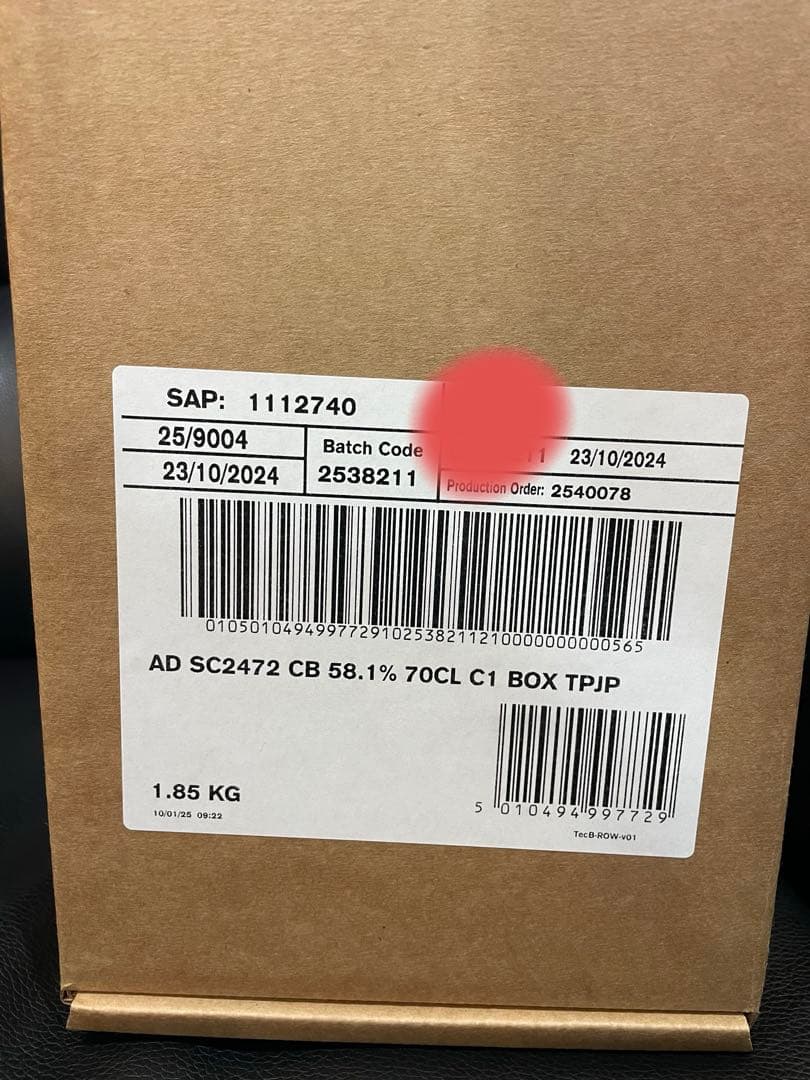 SAP: 1112740
25/9004
23/10/2024
Batch Code
2538211
23/10/2024
Production Order: 2540078
01050104949977291025382112100000000000565
AD SC2472 CB 58.1% 70CL C1 BOX TPJP
1.85 KG
10/01/25 09:22
5 010494 997729
TecB-ROW-v01